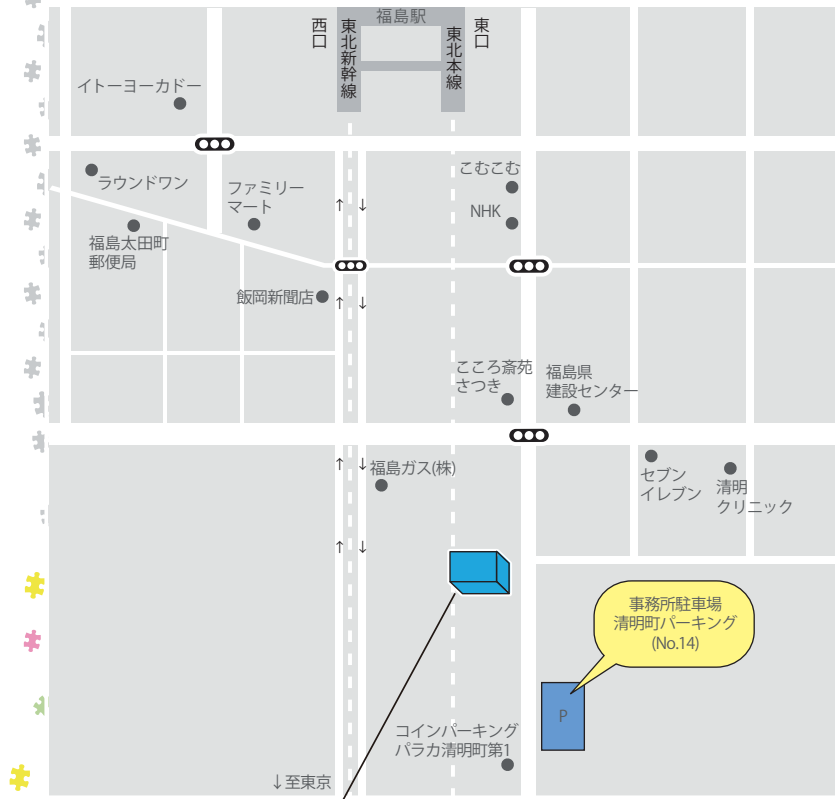 福島駅
西口
東北新幹線
東北本線
東口
イトーヨーカドー
ラウンドワン
ファミリー
マート
こむこむ
NHK
↑ ↓
福島太田町
郵便局
飯岡新聞店
↑ ↓
こころ斎苑
さつき
福島県
建設センター
↑ ↓
福島ガス(株)
セブン
イレブン
清明
クリニック
↑ ↓
事務所駐車場
清明町パーキング
(No.14)
P
コインパーキング
パラカ清明町第1
↓至東京